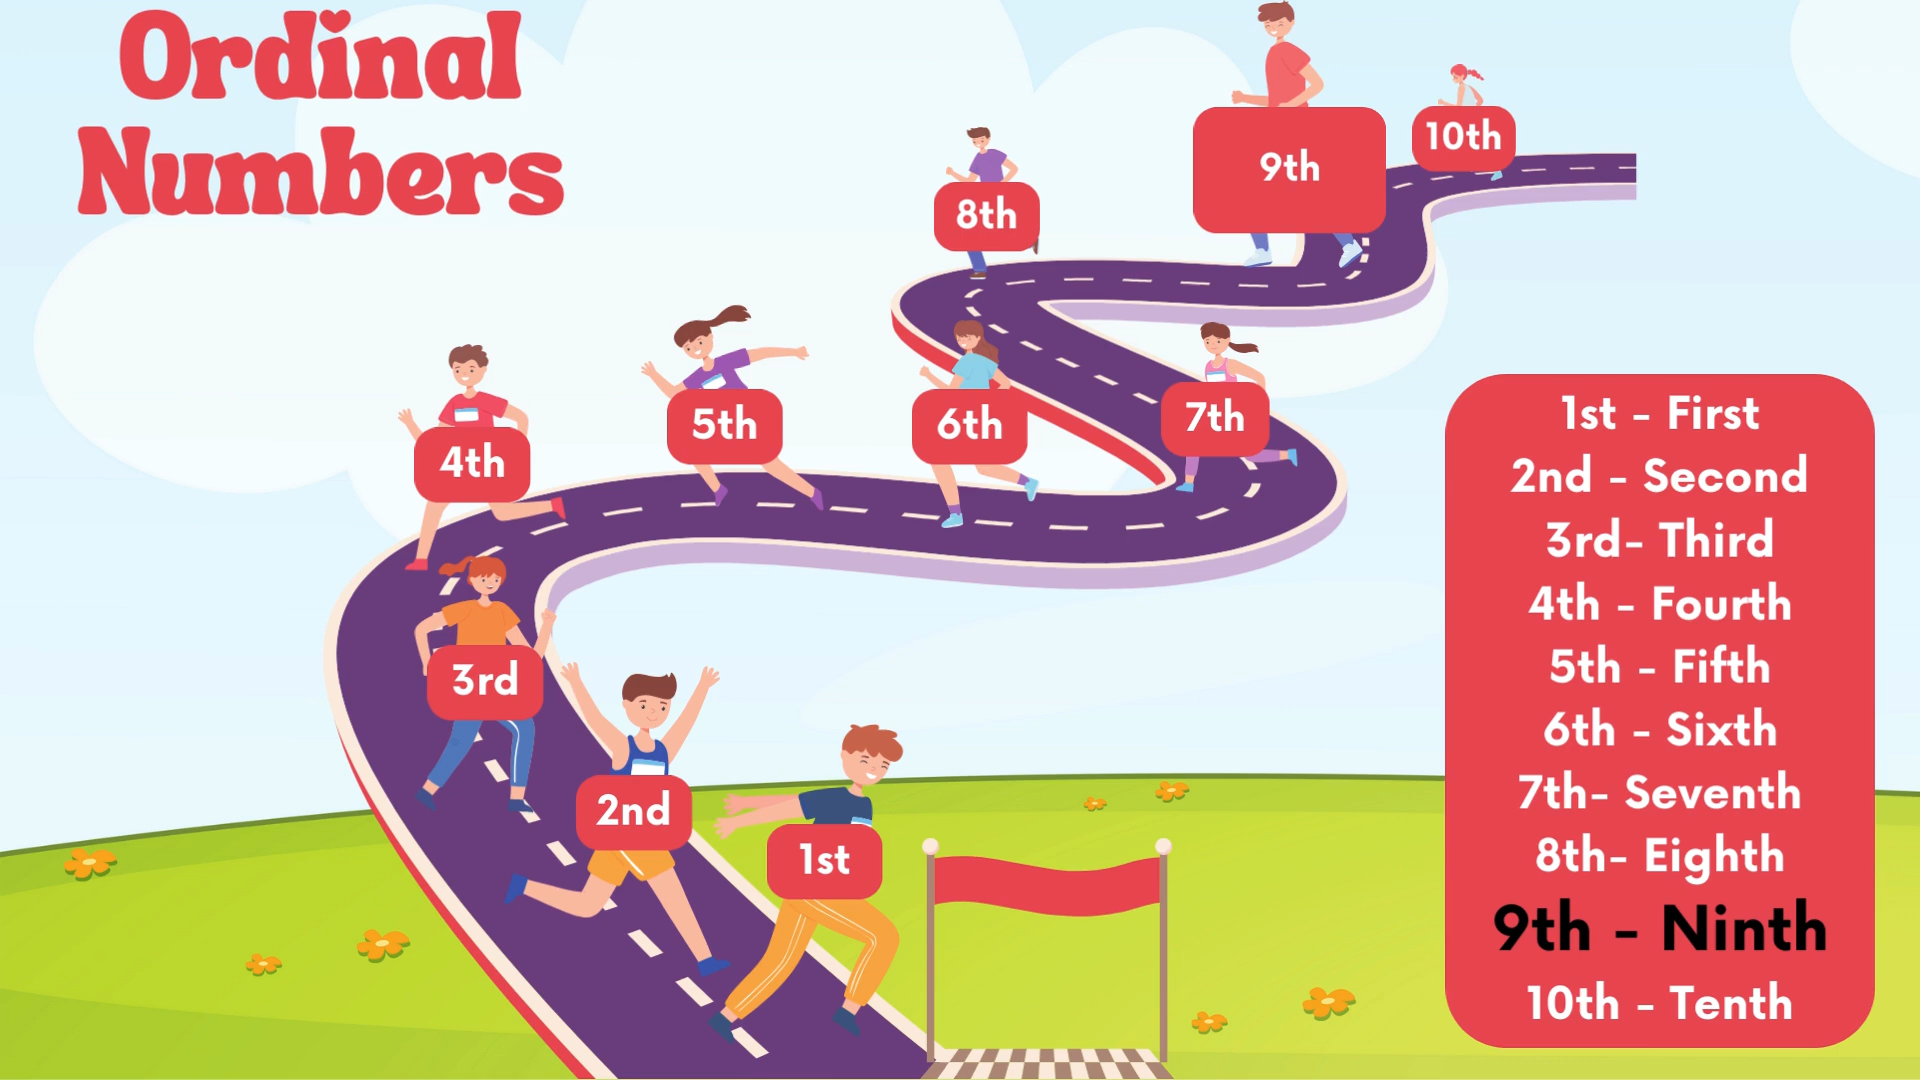 Ordinal
Numbers
9th
10th
8th
7th
6th
5th
4th
3rd
2nd
1st
1st - First
2nd - Second
3rd- Third
4th - Fourth
5th - Fifth
6th - Sixth
7th- Seventh
8th- Eighth
9th - Ninth
10th - Tenth